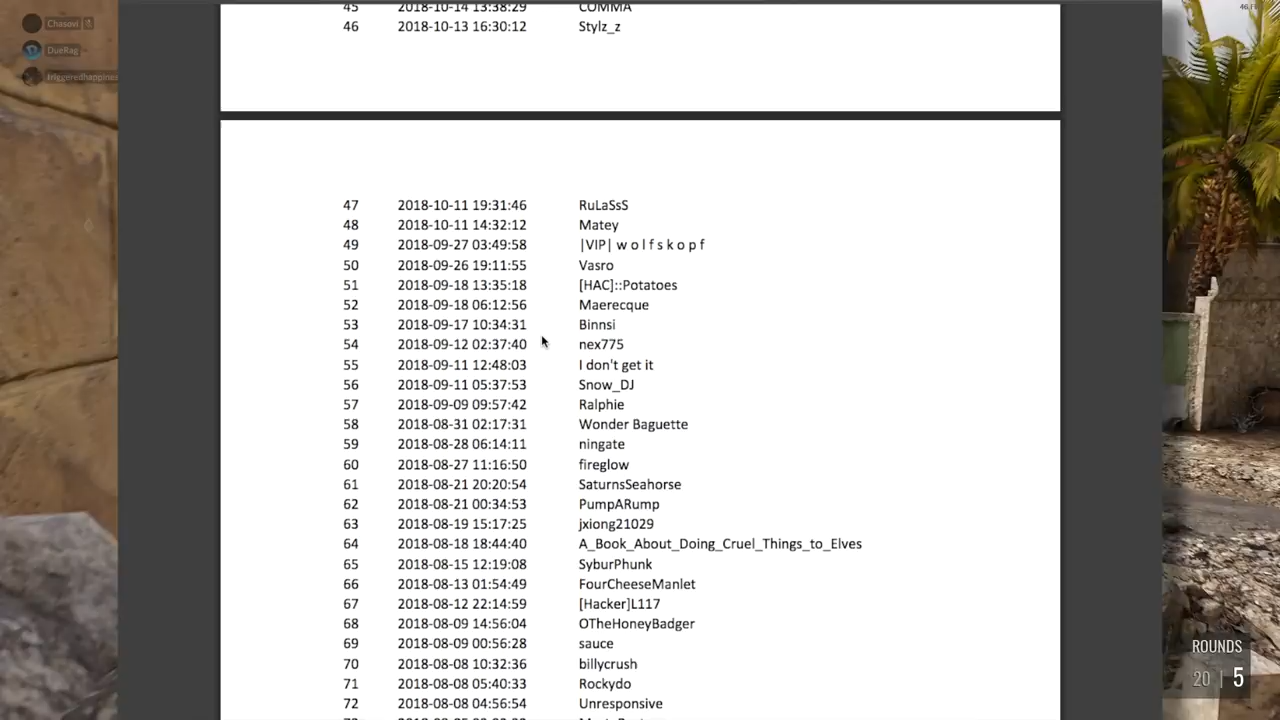 Chasovi
DueRag
triggeredhappines
45 2018-10-14 13:38:29 COMMA
46 2018-10-13 16:30:12 Stylz_z
47 2018-10-11 19:31:46 RuLaSsS
48 2018-10-11 14:32:12 Matey
49 2018-09-27 03:49:58 |VIP| w o l f s k o p f
50 2018-09-26 19:11:55 Vasro
51 2018-09-18 13:35:18 [HAC]::Potatoes
52 2018-09-18 06:12:56 Maerecque
53 2018-09-17 10:34:31 Binnsi
54 2018-09-12 02:37:40 nex775
55 2018-09-11 12:48:03 I don't get it
56 2018-09-11 05:37:53 Snow_DJ
57 2018-09-09 09:57:42 Ralphie
58 2018-08-31 02:17:31 Wonder Baguette
59 2018-08-28 06:14:11 ningate
60 2018-08-27 11:16:50 fireglow
61 2018-08-21 20:20:54 SaturnsSeahorse
62 2018-08-21 00:34:53 PumpARump
63 2018-08-19 15:17:25 jxiong21029
64 2018-08-18 18:44:40 A_Book_About_Doing_Cruel_Things_to_Elves
65 2018-08-15 12:19:08 SyburPhunk
66 2018-08-13 01:54:49 FourCheeseManlet
67 2018-08-12 22:14:59 [Hacker]L117
68 2018-08-09 14:56:04 OTheHoneyBadger
69 2018-08-09 00:56:28 sauce
70 2018-08-08 10:32:36 billycrush
71 2018-08-08 05:40:33 Rockydo
72 2018-08-08 04:56:54 Unresponsive
ROUNDS
20 | 5